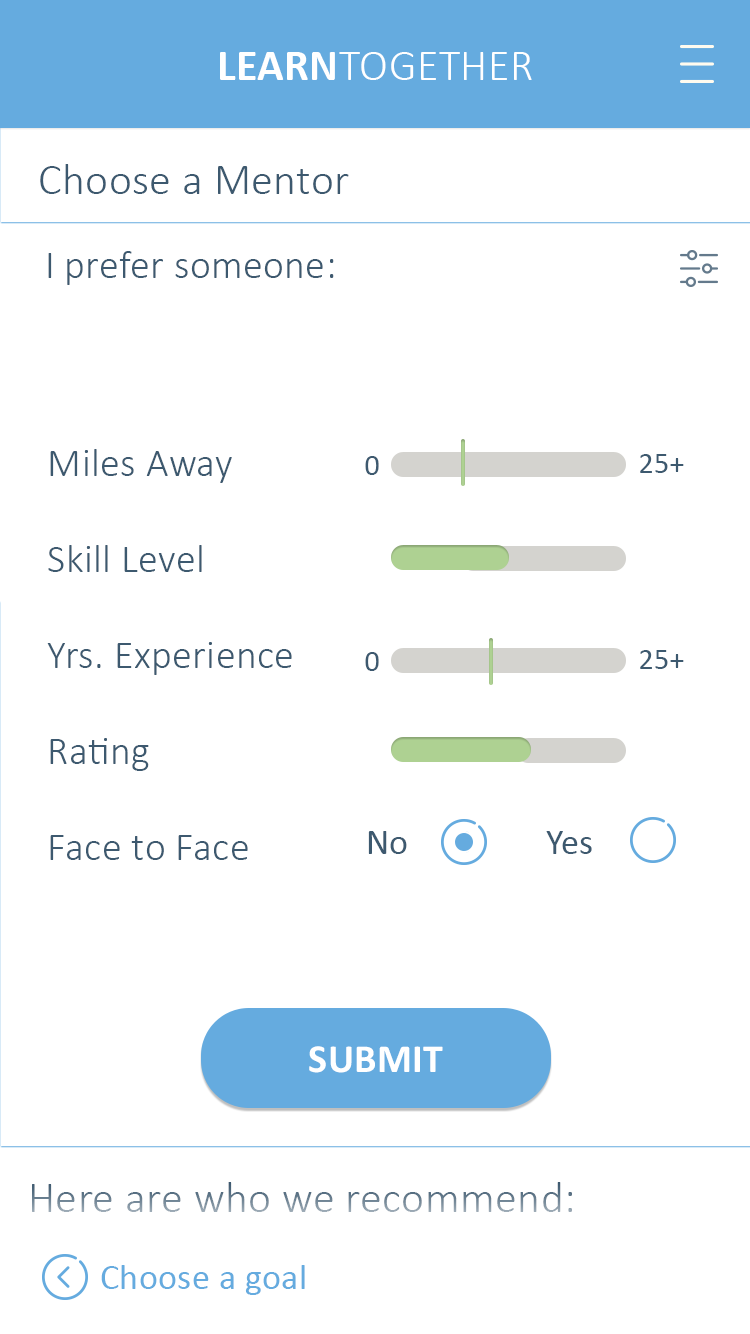 LEARNTOGETHER
Choose a Mentor
I prefer someone:
Miles Away 0 25+
Skill Level
Yrs. Experience 0 25+
Rating
Face to Face No Yes
SUBMIT
Here are who we recommend:
Choose a goal